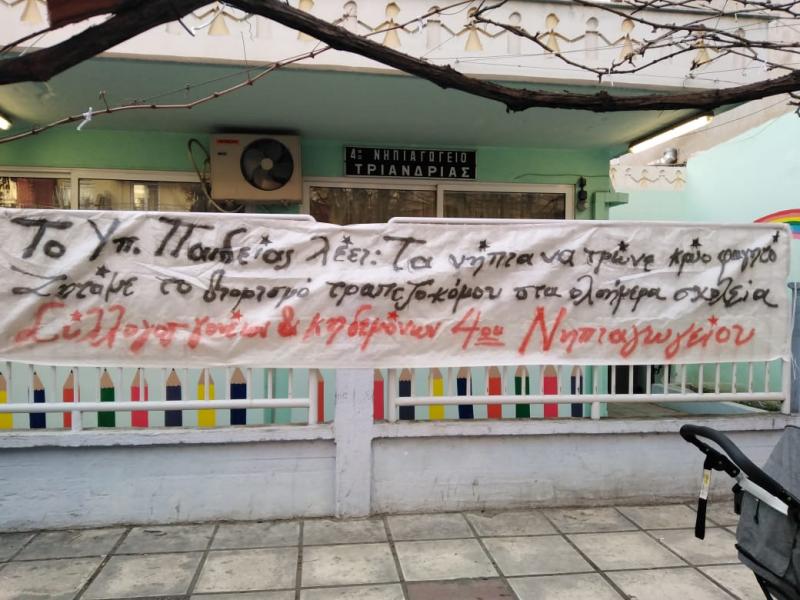 4ο ΝΗΠΙΑΓΩΓΕΙΟ
ΤΡΙΑΝΔΡΙΑΣ
Το Υπ. Παιδείας λέει: Τα νήπια να τρώνε κρύο φαγητό
Ζητάμε το διορισμό τραπεζοκόμου στα ολοήμερα σχολεία
Σύλλογος γονέων & κηδεμόνων 4ου Νηπιαγωγείου